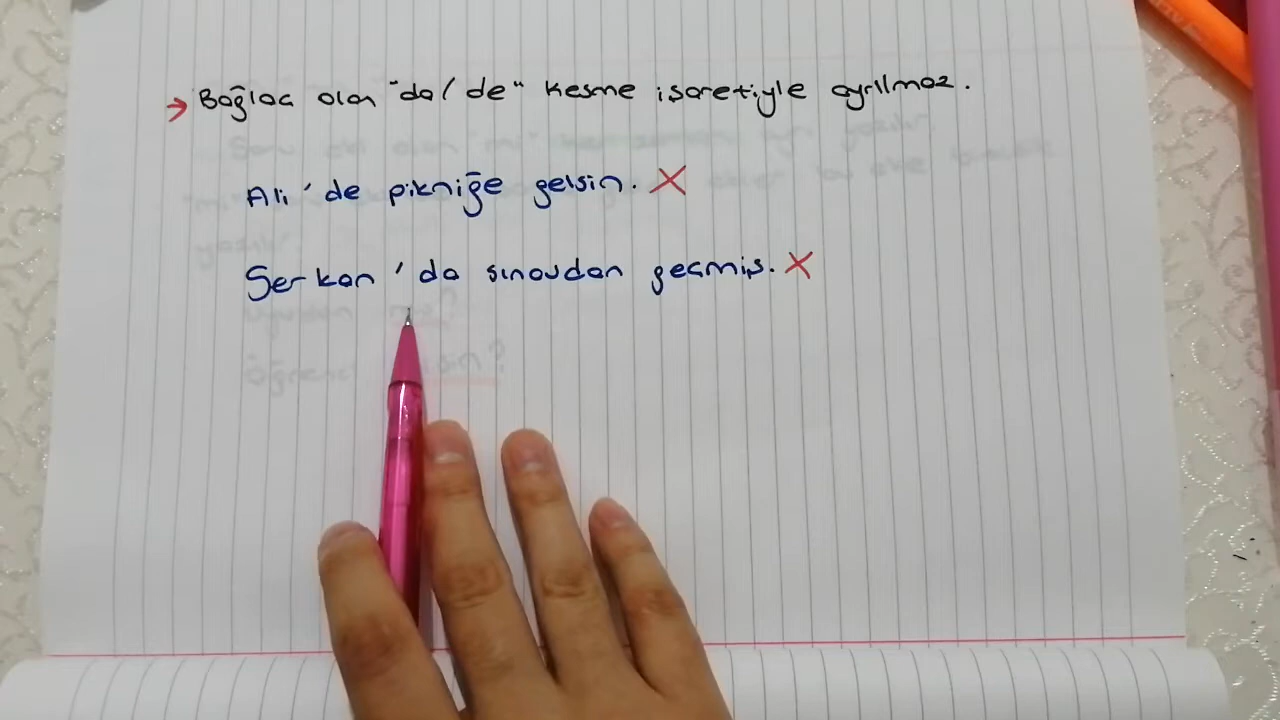 → Bağlaç olan "da/de" kesme işaretiyle ayrılmaz.
Ali 'de pikniğe gelsin. X
Serkan 'da sınavdan geçmiş. X